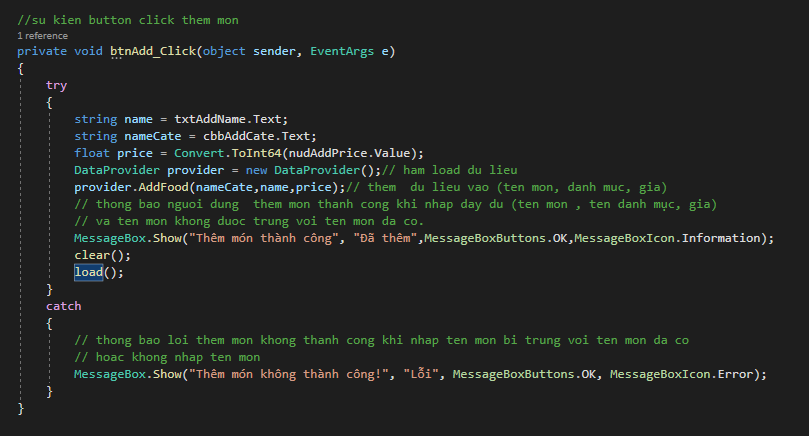 //su kien button click them mon
1 reference
private void btnAdd_Click(object sender, EventArgs e)
{
try
{
string name = txtAddName.Text;
string nameCate = cbbAddCate.Text;
float price = Convert.ToInt64(nudAddPrice.Value);
DataProvider provider = new DataProvider();// ham load du lieu
provider.AddFood(nameCate,name,price);// them  du lieu vao (ten mon, danh muc, gia)
// thong bao nguoi dung  them mon thanh cong khi nhap day du (ten mon , ten danh mục, gia)
// va ten mon khong duoc trung voi ten mon da co.
MessageBox.Show("Thêm món thành công", "Đã thêm",MessageBoxButtons.OK,MessageBoxIcon.Information);
clear();
load();
}
catch
{
// thong bao loi them mon khong thanh cong khi nhap ten mon bi trung voi ten mon da co
// hoac khong nhap ten mon
MessageBox.Show("Thêm món không thành công!", "Lỗi", MessageBoxButtons.OK, MessageBoxIcon.Error);
}
}